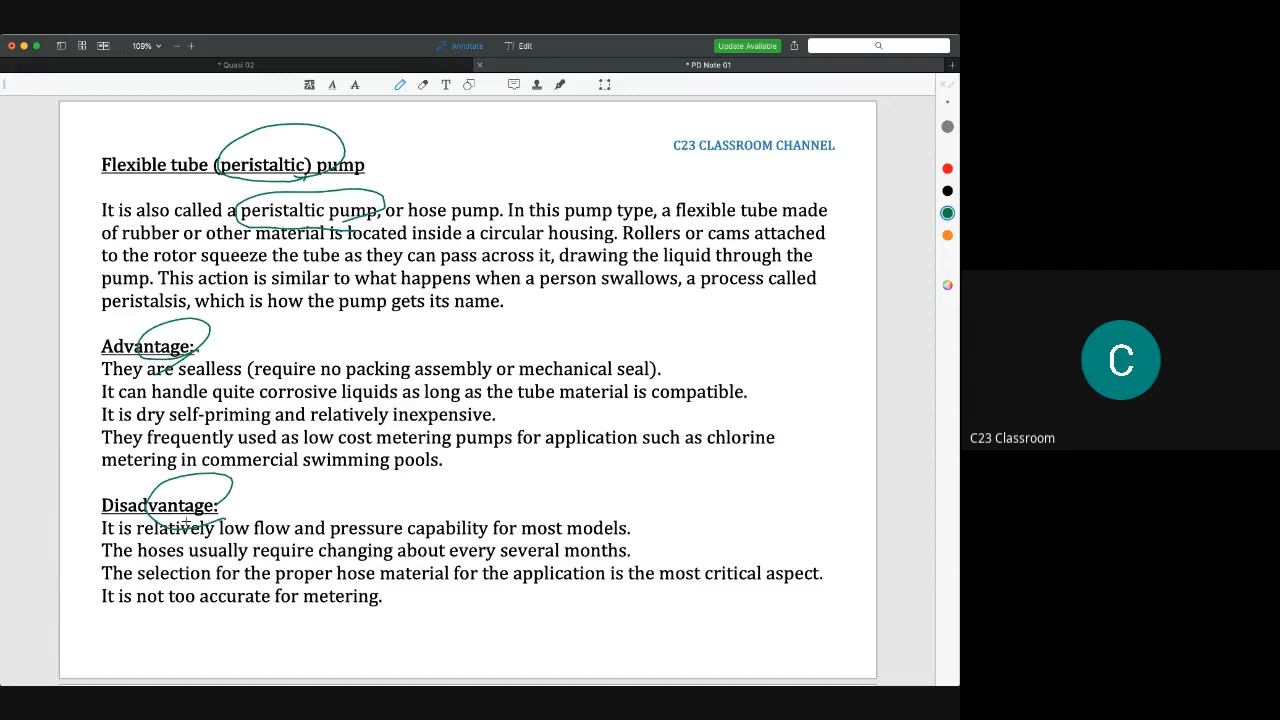 109%
Annotate
Edit
Update Available
* Quasi 02
* PD Note 01
C23 CLASSROOM CHANNEL
Flexible tube (peristaltic) pump
It is also called a peristaltic pump, or hose pump. In this pump type, a flexible tube made
of rubber or other material is located inside a circular housing. Rollers or cams attached
to the rotor squeeze the tube as they can pass across it, drawing the liquid through the
pump. This action is similar to what happens when a person swallows, a process called
peristalsis, which is how the pump gets its name.
Advantage:
They are sealless (require no packing assembly or mechanical seal).
It can handle quite corrosive liquids as long as the tube material is compatible.
It is dry self-priming and relatively inexpensive.
They frequently used as low cost metering pumps for application such as chlorine
metering in commercial swimming pools.
Disadvantage:
It is relatively low flow and pressure capability for most models.
The hoses usually require changing about every several months.
The selection for the proper hose material for the application is the most critical aspect.
It is not too accurate for metering.
C
C23 Classroom